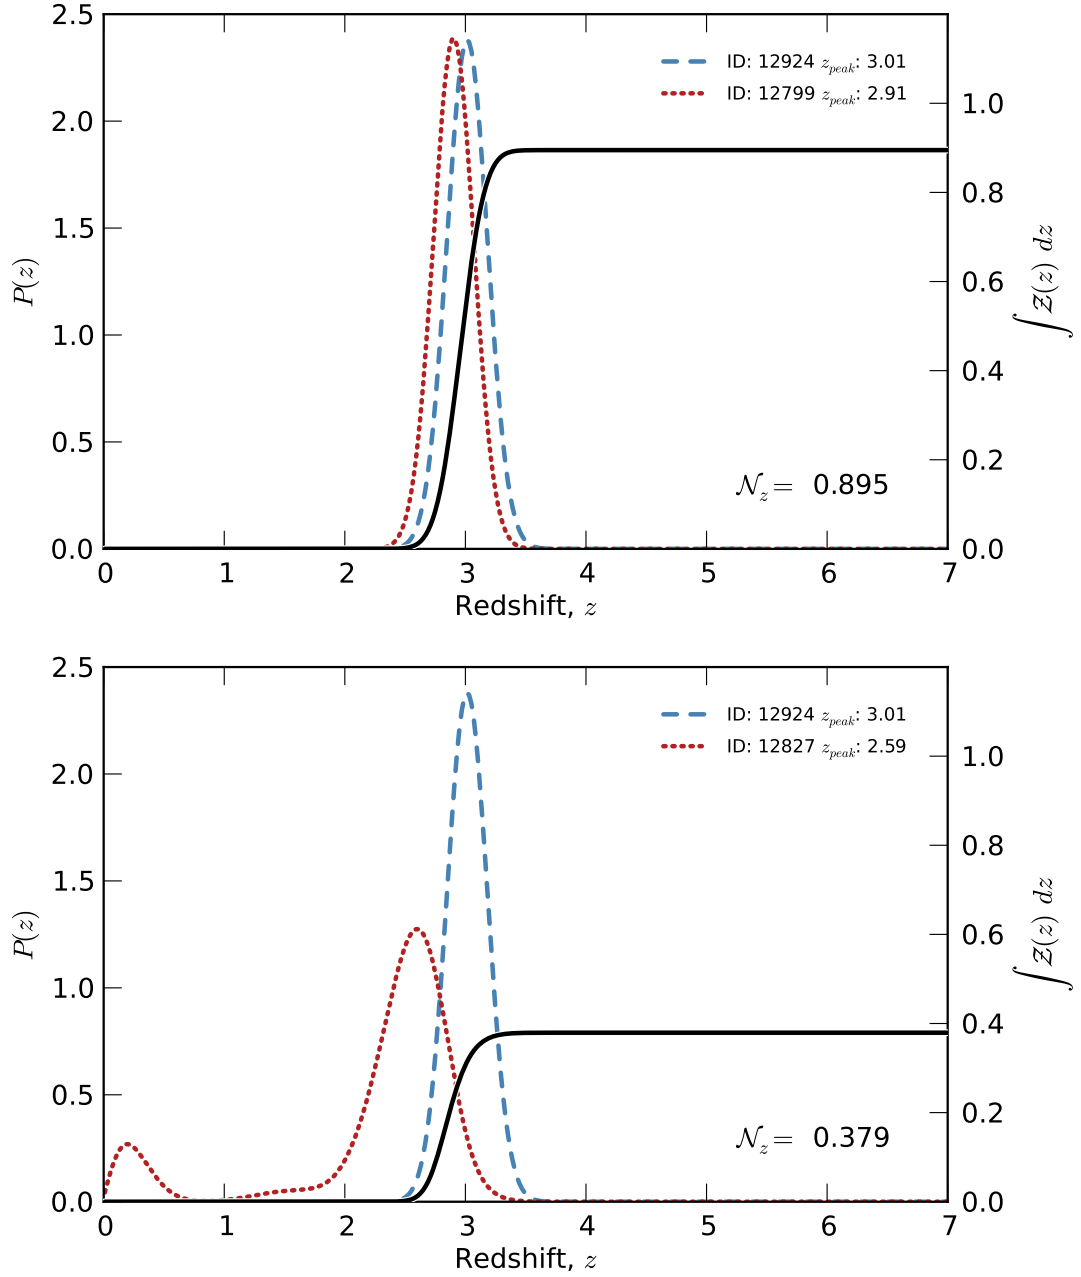 2.5
2.0
1.5
1.0
0.5
0.0
P(z)
ID: 12924 z_peak: 3.01
ID: 12799 z_peak: 2.91
1.0
0.8
0.6
0.4
0.2
0.0
∫ Z(z) dz
N_z = 0.895
0 1 2 3 4 5 6 7
Redshift, z
2.5
2.0
1.5
1.0
0.5
0.0
P(z)
ID: 12924 z_peak: 3.01
ID: 12827 z_peak: 2.59
1.0
0.8
0.6
0.4
0.2
0.0
∫ Z(z) dz
N_z = 0.379
0 1 2 3 4 5 6 7
Redshift, z